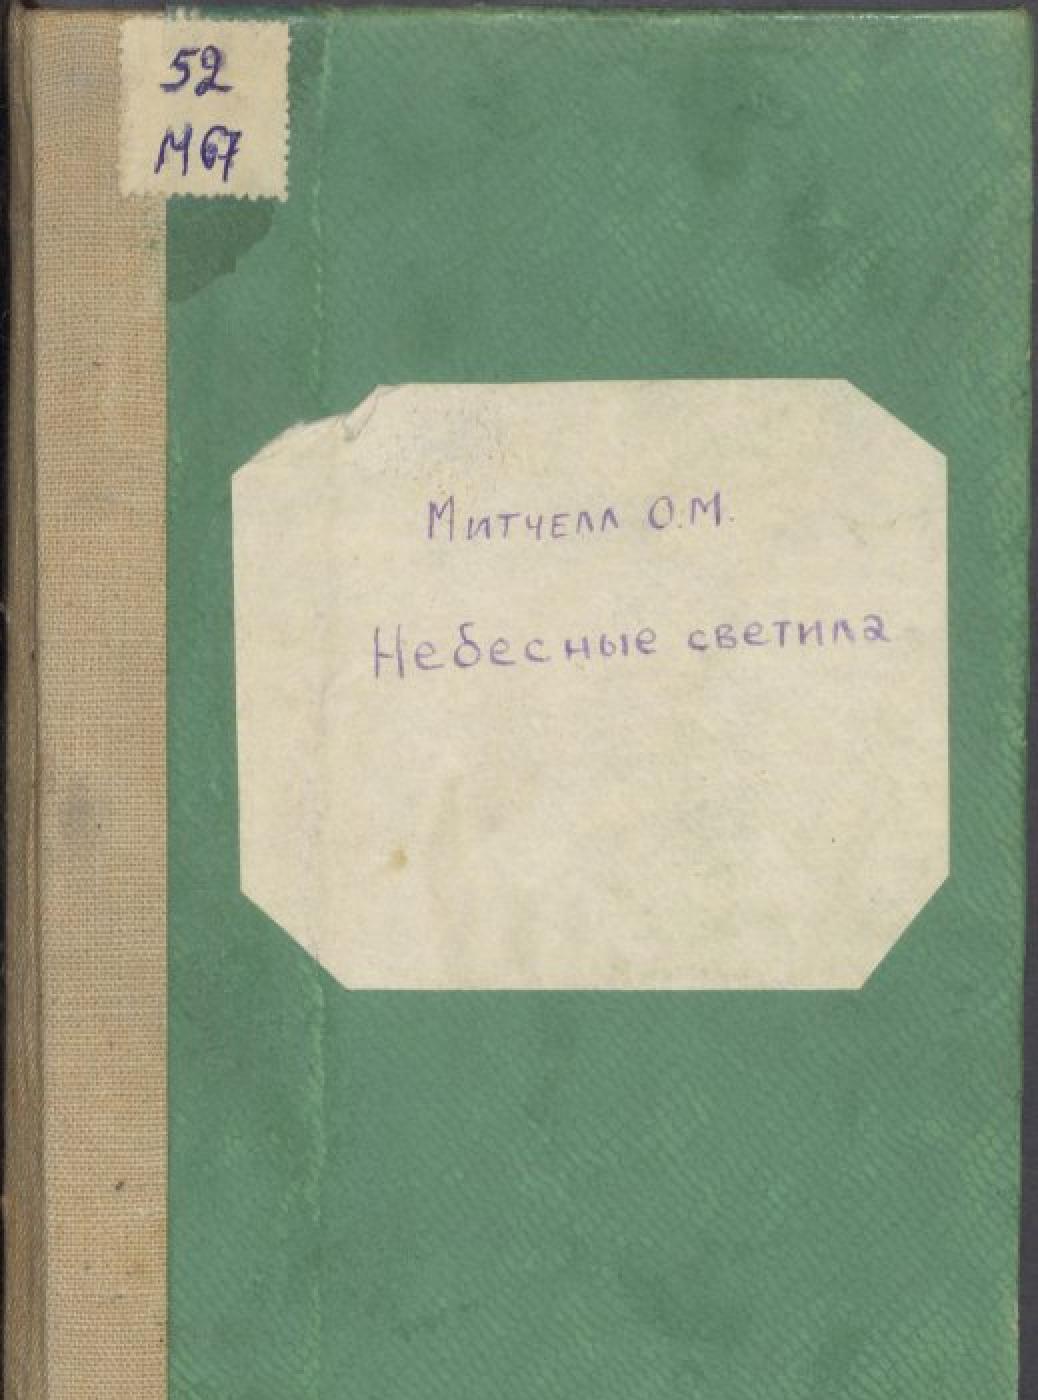 52
М67
Митчелл О.М.
Небесные светила